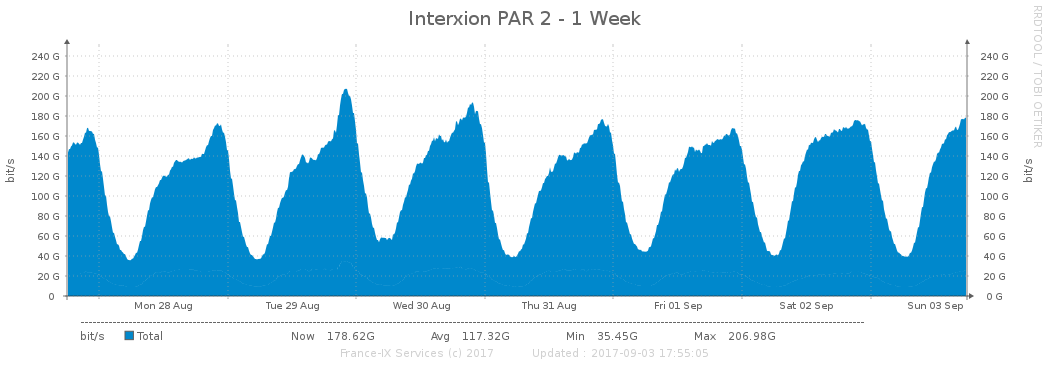 Interxion PAR 2 - 1 Week
RRDTOOL / TOBI OETIKER
240 G 240 G
220 G 220 G
200 G 200 G
180 G 180 G
160 G 160 G
140 G 140 G
120 G 120 G
100 G 100 G
80 G 80 G
60 G 60 G
40 G 40 G
20 G 20 G
0 0 G
bit/s
bit/s
Mon 28 Aug Tue 29 Aug Wed 30 Aug Thu 31 Aug Fri 01 Sep Sat 02 Sep Sun 03 Sep
bit/s Total Now 178.62G Avg 117.32G Min 35.45G Max 206.98G
France-IX Services (c) 2017 Updated : 2017-09-03 17:55:05